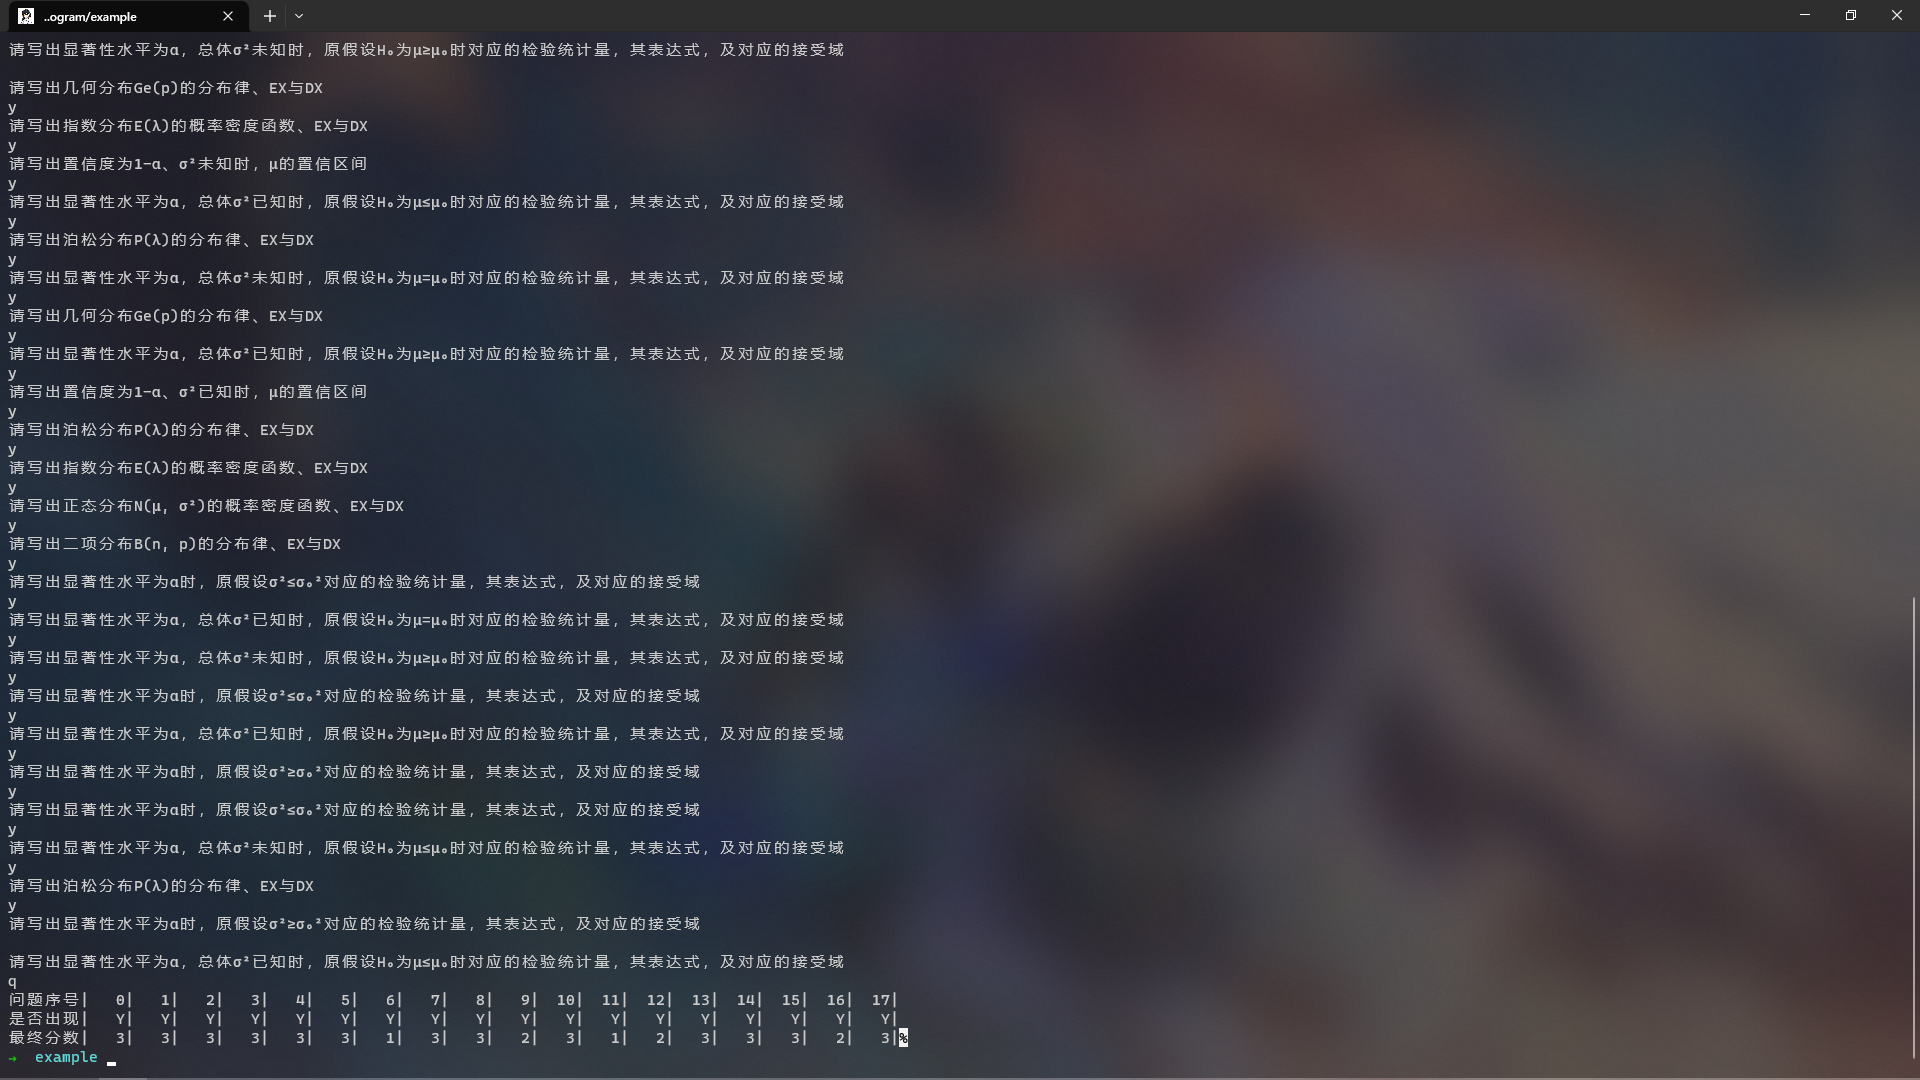 ..ogram/example
请写出显著性水平为α, 总体σ²未知时, 原假设H₀为μ≥μ₀时对应的检验统计量, 其表达式, 及对应的接受域
请写出几何分布Ge(p)的分布律、EX与DX
y
请写出指数分布E(λ)的概率密度函数、EX与DX
y
请写出置信度为1-α、σ²未知时, μ的置信区间
y
请写出显著性水平为α, 总体σ²已知时, 原假设H₀为μ≤μ₀时对应的检验统计量, 其表达式, 及对应的接受域
y
请写出泊松分布P(λ)的分布律、EX与DX
y
请写出显著性水平为α, 总体σ²未知时, 原假设H₀为μ=μ₀时对应的检验统计量, 其表达式, 及对应的接受域
y
请写出几何分布Ge(p)的分布律、EX与DX
y
请写出显著性水平为α, 总体σ²已知时, 原假设H₀为μ≥μ₀时对应的检验统计量, 其表达式, 及对应的接受域
y
请写出置信度为1-α、σ²已知时, μ的置信区间
y
请写出泊松分布P(λ)的分布律、EX与DX
y
请写出指数分布E(λ)的概率密度函数、EX与DX
y
请写出正态分布N(μ, σ²)的概率密度函数、EX与DX
y
请写出二项分布B(n, p)的分布律、EX与DX
y
请写出显著性水平为α时, 原假设σ²≤σ₀²对应的检验统计量, 其表达式, 及对应的接受域
y
请写出显著性水平为α, 总体σ²已知时, 原假设H₀为μ=μ₀时对应的检验统计量, 其表达式, 及对应的接受域
y
请写出显著性水平为α, 总体σ²未知时, 原假设H₀为μ≥μ₀时对应的检验统计量, 其表达式, 及对应的接受域
y
请写出显著性水平为α时, 原假设σ²≤σ₀²对应的检验统计量, 其表达式, 及对应的接受域
y
请写出显著性水平为α, 总体σ²已知时, 原假设H₀为μ≥μ₀时对应的检验统计量, 其表达式, 及对应的接受域
y
请写出显著性水平为α时, 原假设σ²≥σ₀²对应的检验统计量, 其表达式, 及对应的接受域
y
请写出显著性水平为α时, 原假设σ²≤σ₀²对应的检验统计量, 其表达式, 及对应的接受域
y
请写出显著性水平为α, 总体σ²未知时, 原假设H₀为μ≤μ₀时对应的检验统计量, 其表达式, 及对应的接受域
y
请写出泊松分布P(λ)的分布律、EX与DX
y
请写出显著性水平为α时, 原假设σ²≥σ₀²对应的检验统计量, 其表达式, 及对应的接受域
请写出显著性水平为α, 总体σ²已知时, 原假设H₀为μ≤μ₀时对应的检验统计量, 其表达式, 及对应的接受域
q
问题序号|   0|   1|   2|   3|   4|   5|   6|   7|   8|   9|  10|  11|  12|  13|  14|  15|  16|  17|
是否出现|   Y|   Y|   Y|   Y|   Y|   Y|   Y|   Y|   Y|   Y|   Y|   Y|   Y|   Y|   Y|   Y|   Y|   Y|
最终分数|   3|   3|   3|   3|   3|   3|   1|   3|   3|   2|   3|   1|   2|   3|   3|   3|   2|   3|%
→  example